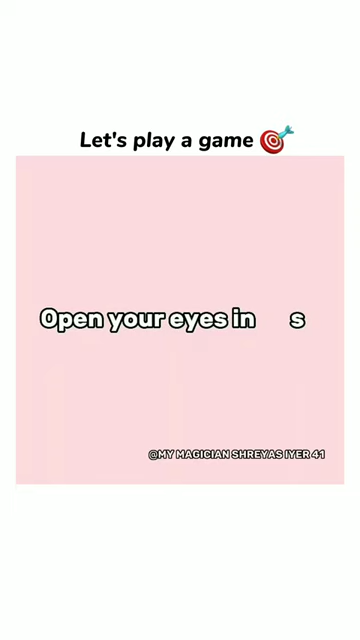 Let's play a game 🎯
Open your eyes in s
@MY MAGICIAN SHREYAS IYER 41